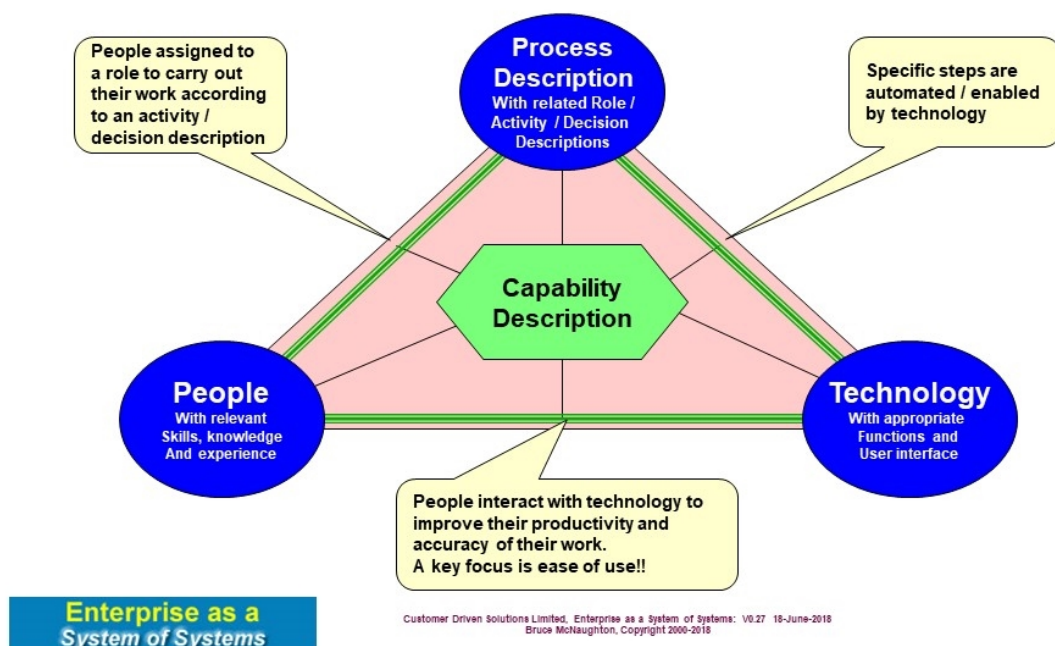 People assigned to
a role to carry out
their work according
to an activity /
decision description
Process
Description
With related Role /
Activity / Decision
Descriptions
Specific steps are
automated / enabled
by technology
Capability
Description
People
With relevant
Skills, knowledge
And experience
Technology
With appropriate
Functions and
User interface
People interact with technology to
improve their productivity and
accuracy of their work.
A key focus is ease of use!!
Enterprise as a
System of Systems
Customer Driven Solutions Limited, Enterprise as a System of Systems: V0.27 18-June-2018
Bruce McNaughton, Copyright 2000-2018